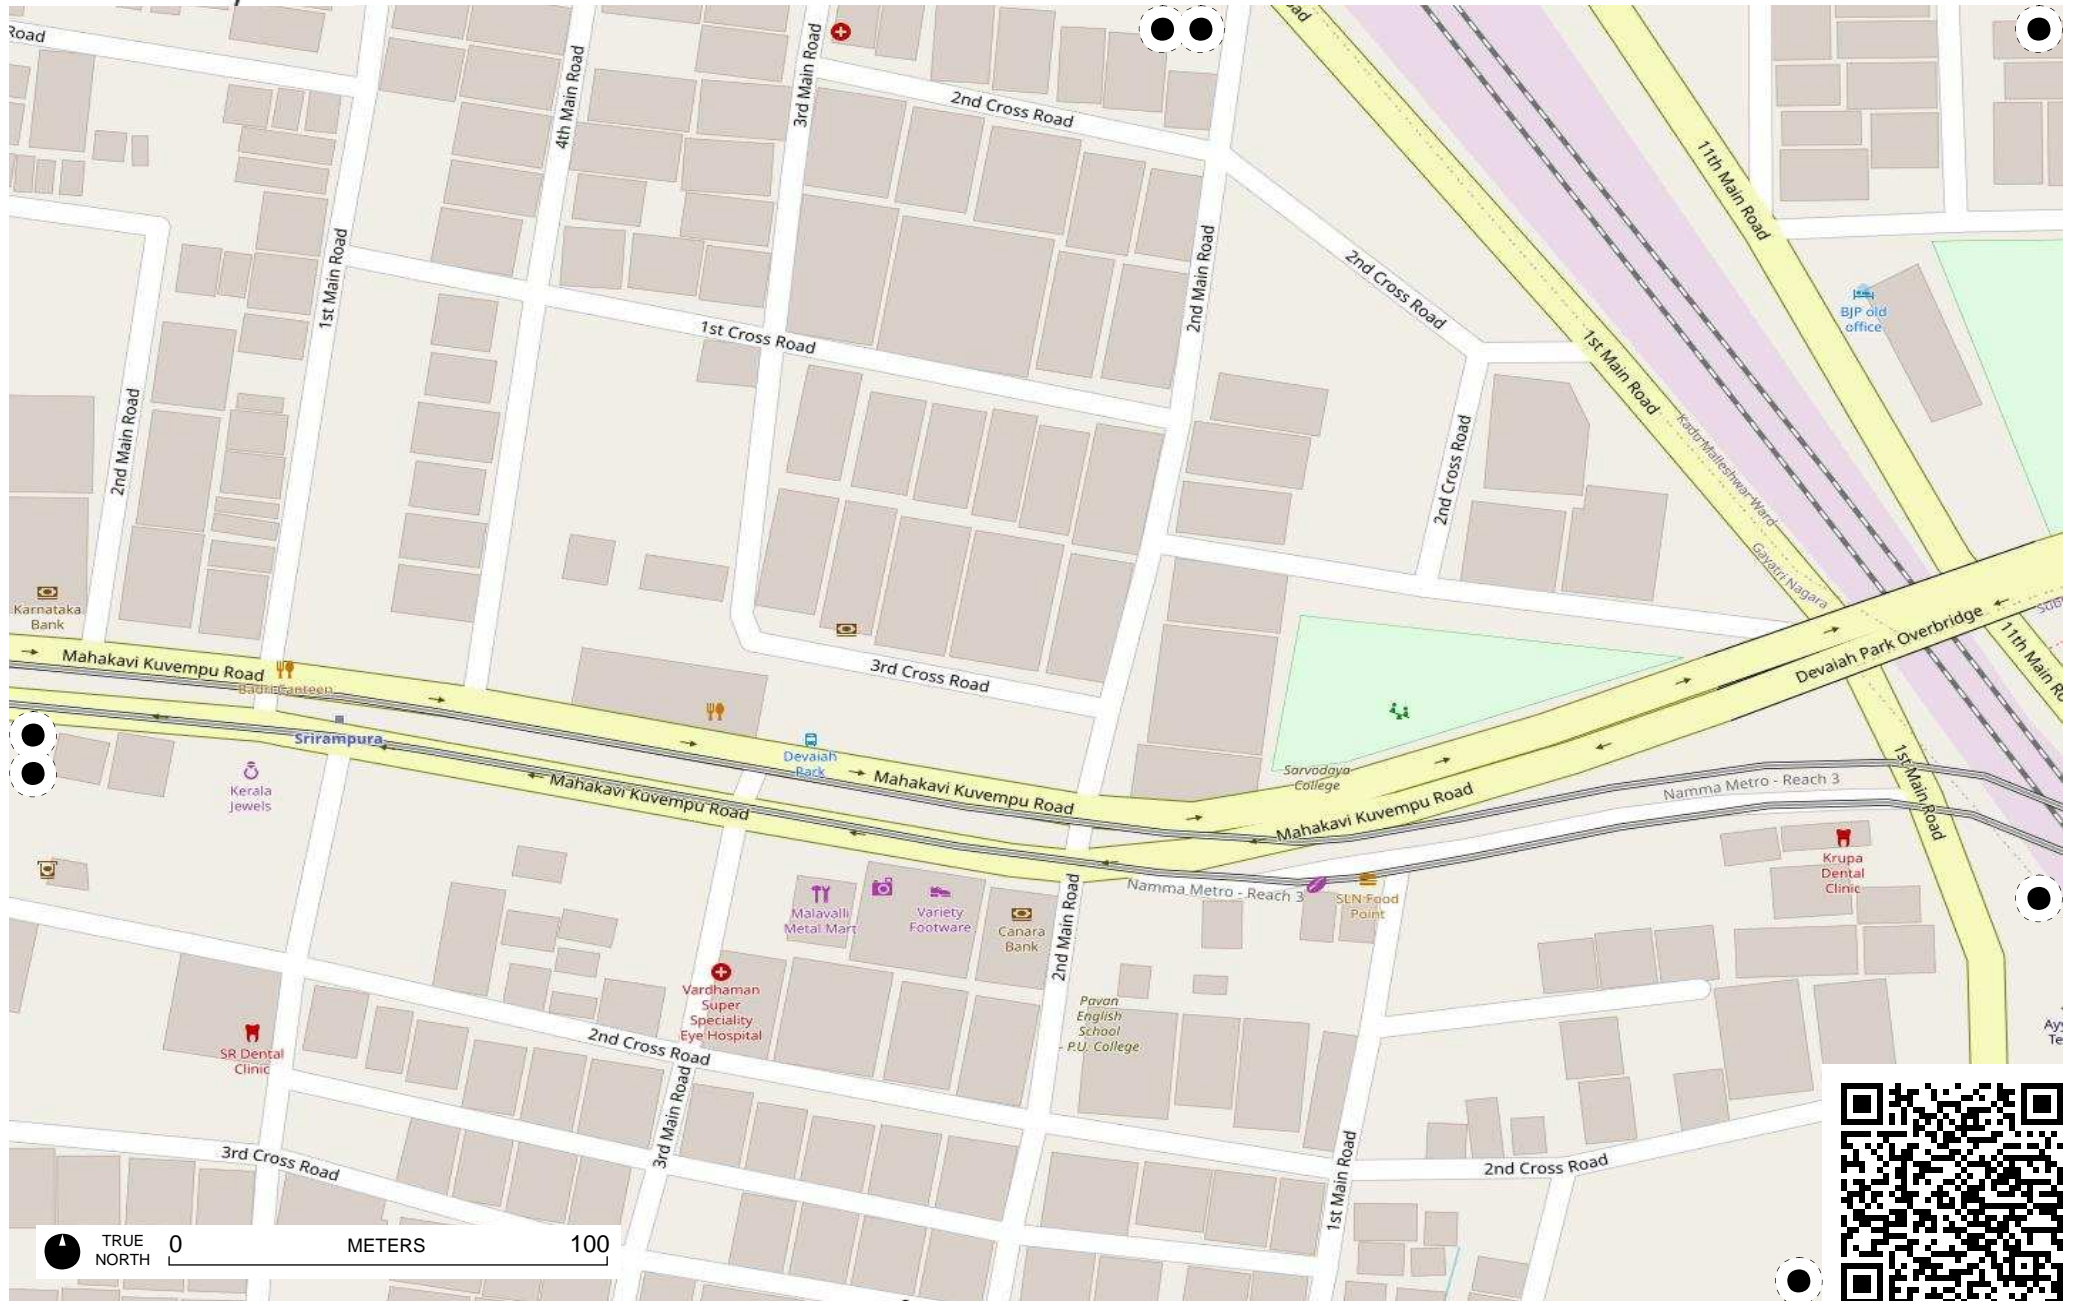 Road
2nd Cross Road
3rd Main Road
4th Main Road
11th Main Road
1st Main Road
2nd Main Road
2nd Cross Road
BJP old
office
1st Cross Road
1st Main Road
2nd Main Road
2nd Cross Road
Kadu Malleshwar Ward
Gayatri Nagara
Karnataka
Bank
Devaiah Park Overbridge
11th Main
Mahakavi Kuvempu Road
Badri Canteen
3rd Cross Road
Srirampura
Devaiah
Park
Mahakavi Kuvempu Road
Sarvodaya
College
Kerala
Jewels
Mahakavi Kuvempu Road
Mahakavi Kuvempu Road
Namma Metro - Reach 3
1st Main Road
Krupa
Dental
Clinic
Namma Metro - Reach 3
SLN Food
Point
Malavalli
Metal Mart
Variety
Footware
Canara
Bank
2nd Main Road
Vardhaman
Super
Speciality
Eye Hospital
Pavan
English
School
- P.U. College
SR Dental
Clinic
2nd Cross Road
3rd Main Road
3rd Cross Road
2nd Cross Road
1st Main Road
TRUE
NORTH
0 METERS 100